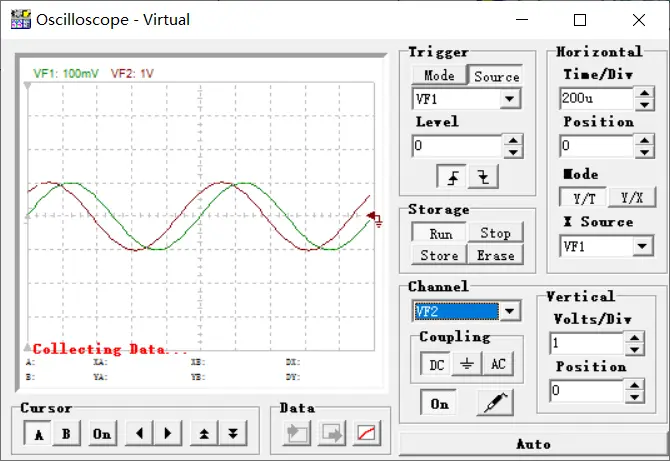 Oscilloscope - Virtual
VF1: 100mV VF2: 1V
Collecting Data...
A: XA: XB: DX:
B: YA: YB: DY:
Cursor
A B On
Data
Trigger
Mode Source
VF1
Level
0
Storage
Run Stop
Store Erase
Horizontal
Time/Div
200u
Position
0
Mode
Y/T Y/X
X Source
VF1
Channel
VF2
Coupling
DC AC
On
Vertical
Volts/Div
1
Position
0
Auto